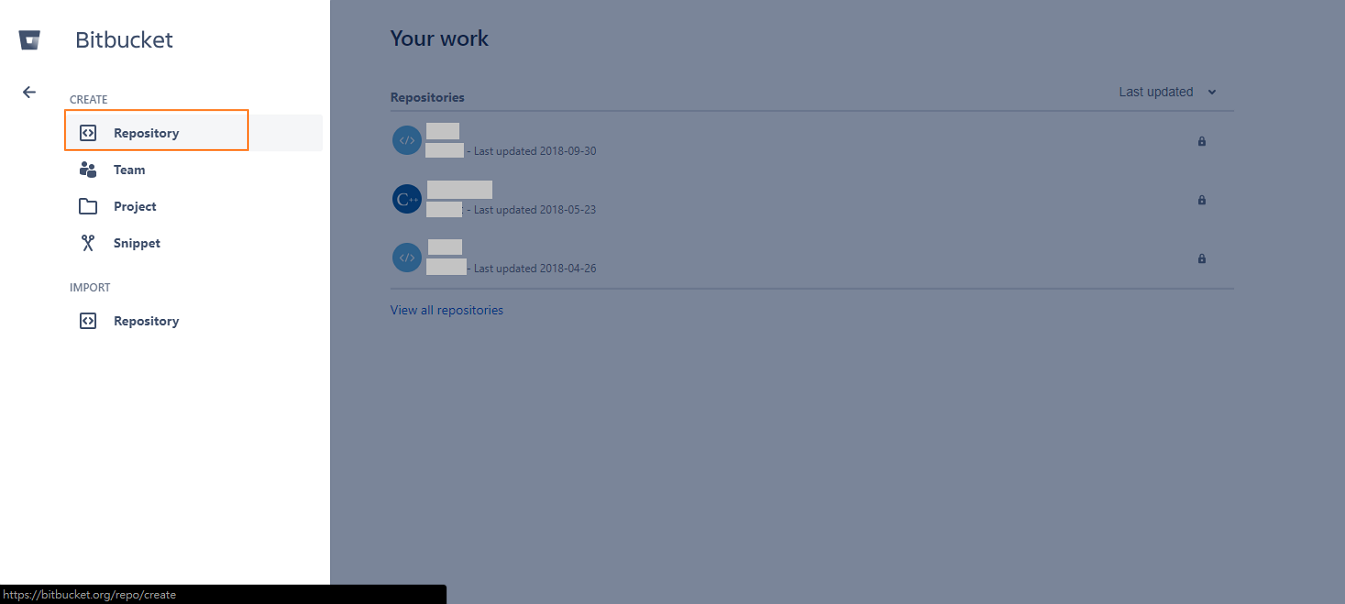 Bitbucket
CREATE
Repository
Team
Project
Snippet
IMPORT
Repository
Your work
Repositories
Last updated
</>
- Last updated 2018-09-30
C++
- Last updated 2018-05-23
</>
- Last updated 2018-04-26
View all repositories
https://bitbucket.org/repo/create